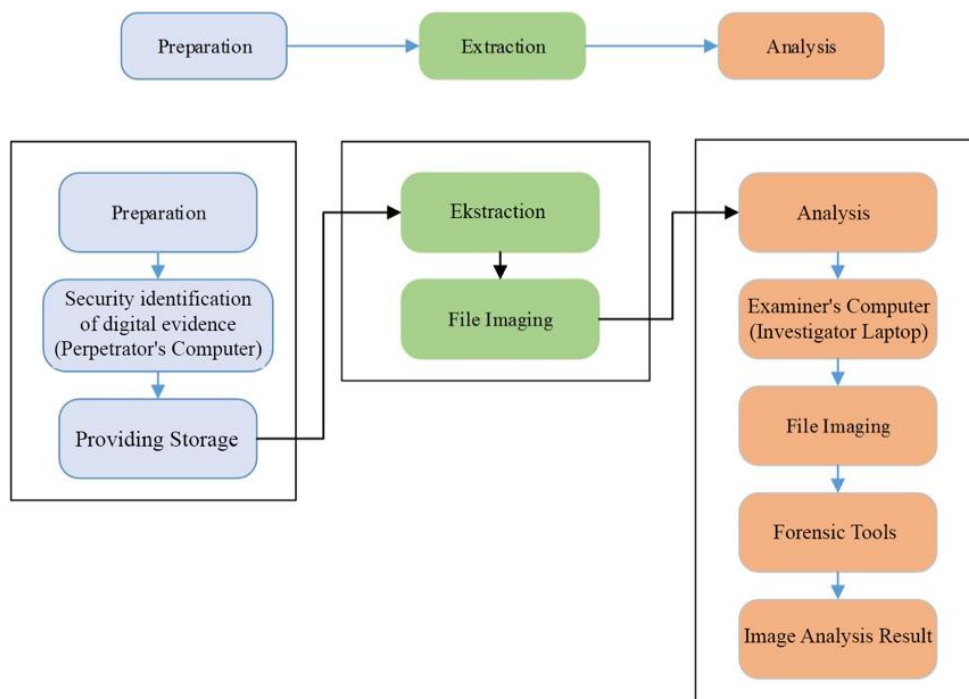 Preparation
Extraction
Analysis
Preparation
Security identification
of digital evidence
(Perpetrator's Computer)
Providing Storage
Ekstraction
File Imaging
Analysis
Examiner's Computer
(Investigator Laptop)
File Imaging
Forensic Tools
Image Analysis Result